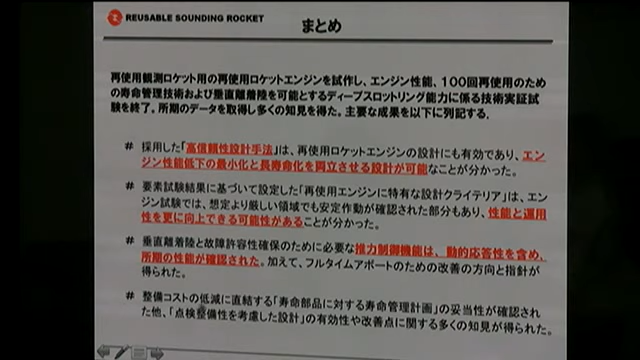 REUSABLE SOUNDING ROCKET
まとめ
再使用観測ロケット用の再使用ロケットエンジンを試作し、エンジン性能、100回再使用のため
の寿命管理技術および垂直離着陸を可能とするディープスロットリング能力に係る技術実証試
験を終了。所期のデータを取得し多くの知見を得た。主要な成果を以下に列記する.
# 採用した「高信頼性設計手法」は、再使用ロケットエンジンの設計にも有効であり、エン
ジン性能低下の最小化と長寿命化を両立させる設計が可能なことが分かった。
# 要素試験結果に基づいて設定した「再使用エンジンに特有な設計クライテリア」は、エン
ジン試験では、想定より厳しい領域でも安定作動が確認された部分もあり、性能と運用
性を更に向上できる可能性があることが分かった。
# 垂直離着陸と故障許容性確保のために必要な推力制御機能は、動的応答性を含め、
所期の性能が確認された。加えて、フルタイムアボートのための改善の方向と指針が
得られた。
# 整備コストの低減に直結する「寿命部品に対する寿命管理計画」の妥当性が確認され
た他、「点検整備性を考慮した設計」の有効性や改善点に関する多くの知見が得られた。